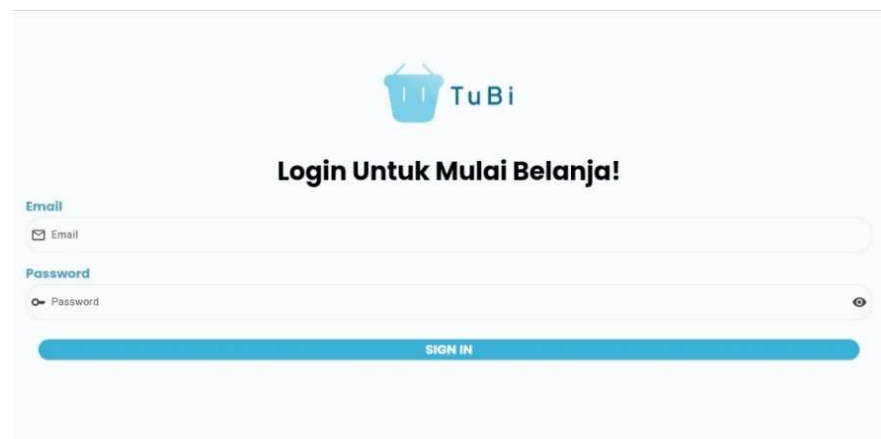 TuBi
Login Untuk Mulai Belanja!
Email
Email
Password
Password
SIGN IN